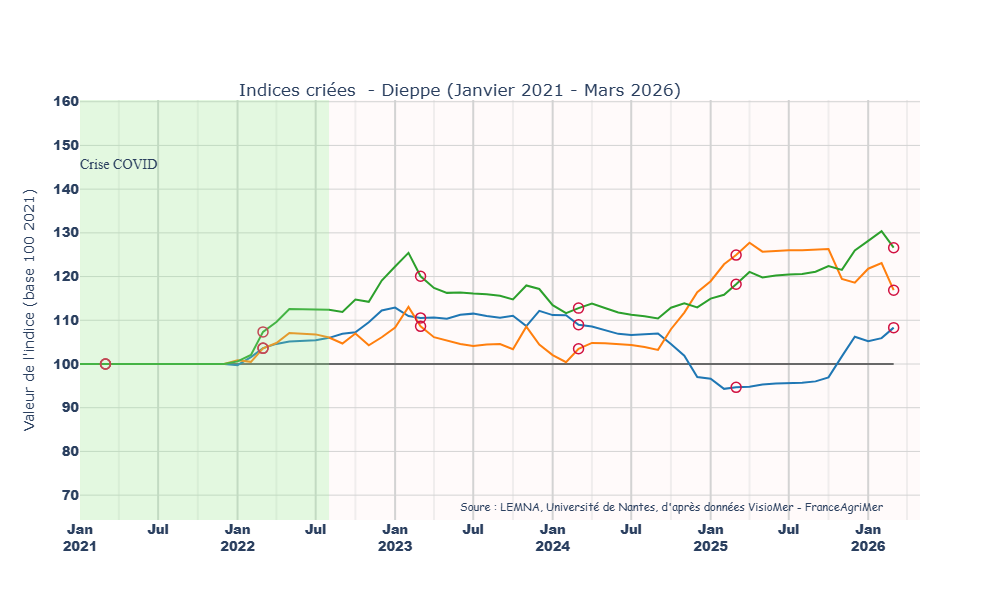 Indices criées  - Dieppe (Janvier 2021 - Mars 2026)
Valeur de l'indice (base 100 2021)
160
150
140
130
120
110
100
90
80
70
Crise COVID
Soure : LEMNA, Université de Nantes, d'après données VisioMer - FranceAgriMer
Jan Jul Jan Jul Jan Jul Jan Jul Jan Jul Jan
2021 2022 2023 2024 2025 2026